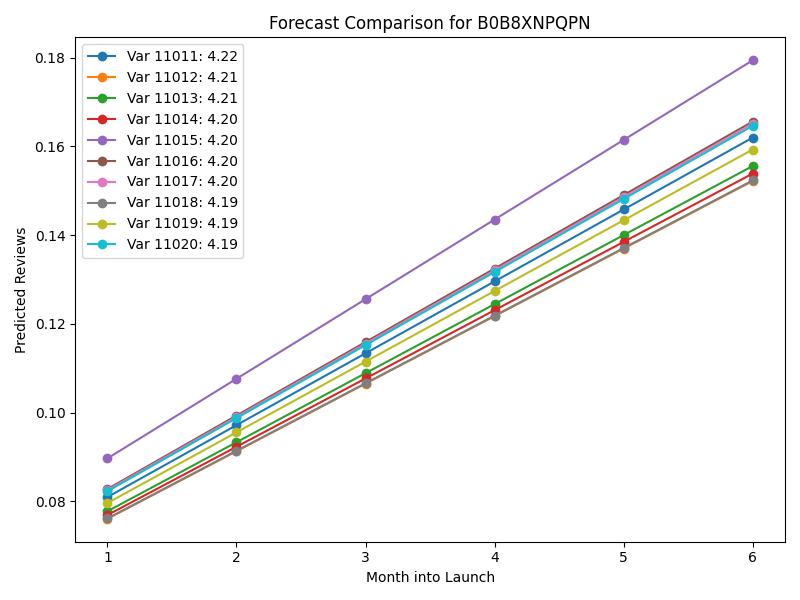 Forecast Comparison for B0B8XNPQPN
Var 11011: 4.22
Var 11012: 4.21
Var 11013: 4.21
Var 11014: 4.20
Var 11015: 4.20
Var 11016: 4.20
Var 11017: 4.20
Var 11018: 4.19
Var 11019: 4.19
Var 11020: 4.19
Predicted Reviews
0.18
0.16
0.14
0.12
0.10
0.08
1 2 3 4 5 6
Month into Launch